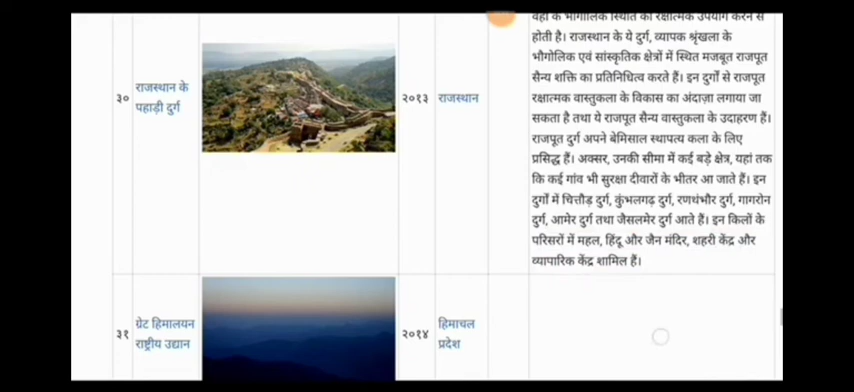 वहां के भौगोलिक स्थिति का रक्षात्मक उपयोग करने से
होती है। राजस्थान के ये दुर्ग, व्यापक श्रृंखला के
भौगोलिक एवं सांस्कृतिक क्षेत्रों में स्थित मजबूत राजपूत
सैन्य शक्ति का प्रतिनिधित्व करते हैं। इन दुर्गों से राजपूत
रक्षात्मक वास्तुकला के विकास का अंदाज़ा लगाया जा
सकता है तथा ये राजपूत सैन्य वास्तुकला के उदाहरण हैं।
राजपूत दुर्ग अपने बेमिसाल स्थापत्य कला के लिए
प्रसिद्ध हैं। अक्सर, उनकी सीमा में कई बड़े क्षेत्र, यहां तक
कि कई गांव भी सुरक्षा दीवारों के भीतर आ जाते हैं। इन
दुर्गों में चित्तौड़ दुर्ग, कुंभलगढ़ दुर्ग, रणथंभौर दुर्ग, गागरोन
दुर्ग, आमेर दुर्ग तथा जैसलमेर दुर्ग आते हैं। इन किलों के
परिसरों में महल, हिंदू और जैन मंदिर, शहरी केंद्र और
व्यापारिक केंद्र शामिल हैं।
३०
राजस्थान के
पहाड़ी दुर्ग
२०१३
राजस्थान
३१
ग्रेट हिमालयन
राष्ट्रीय उद्यान
२०१४
हिमाचल
प्रदेश